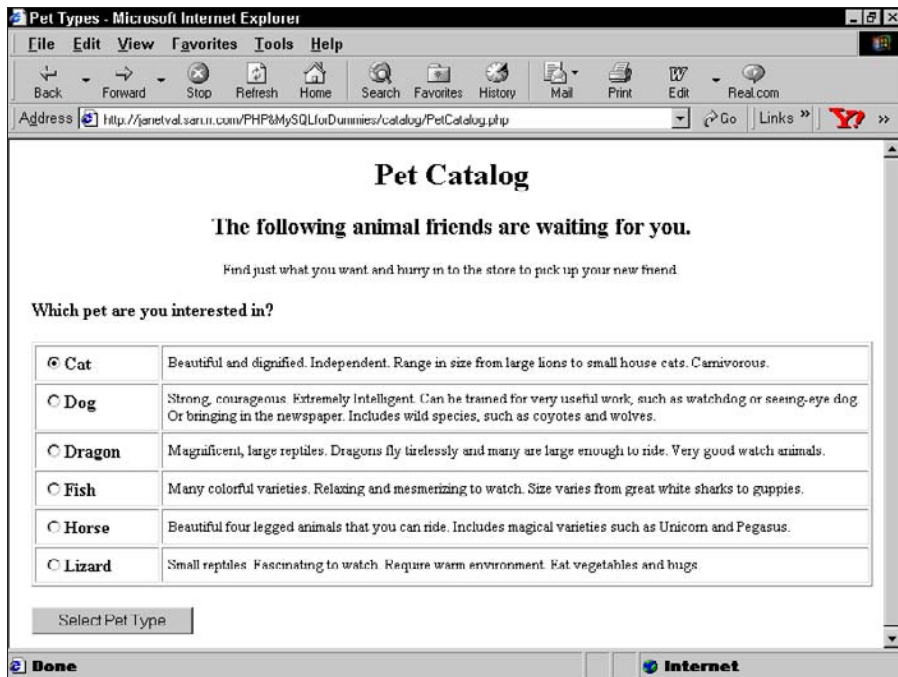 Pet Types - Microsoft Internet Explorer
File Edit View Favorites Tools Help
Back Forward Stop Refresh Home Search Favorites History Mail Print Edit Real.com
Address http://janetval.san.rr.com/PHP&MySQLforDummies/catalog/PetCatalog.php Go Links »
Pet Catalog
The following animal friends are waiting for you.
Find just what you want and hurry in to the store to pick up your new friend
Which pet are you interested in?
Cat Beautiful and dignified. Independent. Range in size from large lions to small house cats. Carnivorous.
Dog Strong, courageous. Extremely Intelligent. Can be trained for very useful work, such as watchdog or seeing-eye dog.
Or bringing in the newspaper. Includes wild species, such as coyotes and wolves.
Dragon Magnificent, large reptiles. Dragons fly tirelessly and many are large enough to ride. Very good watch animals.
Fish Many colorful varieties. Relaxing and mesmerizing to watch. Size varies from great white sharks to guppies.
Horse Beautiful four legged animals that you can ride. Includes magical varieties such as Unicorn and Pegasus.
Lizard Small reptiles. Fascinating to watch. Require warm environment. Eat vegetables and bugs
Select Pet Type
Done Internet